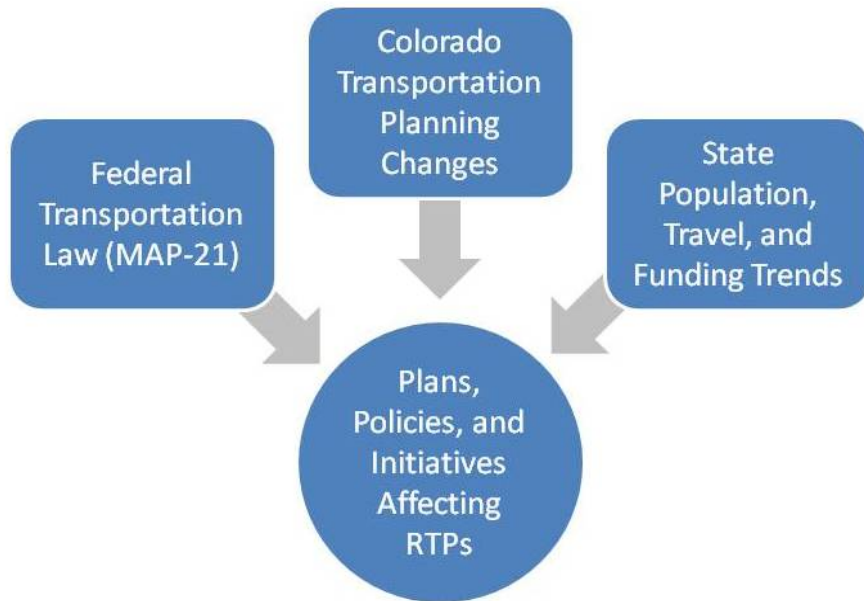 Colorado
Transportation
Planning
Changes
Federal
Transportation
Law (MAP-21)
State
Population,
Travel, and
Funding Trends
Plans,
Policies, and
Initiatives
Affecting
RTPs